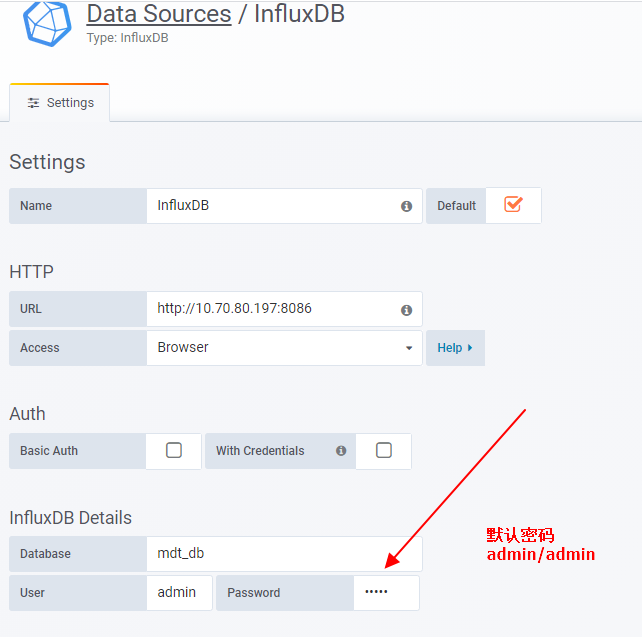 Data Sources / InfluxDB
Type: InfluxDB
Settings
Settings
Name InfluxDB Default
HTTP
URL http://10.70.80.197:8086
Access Browser Help
Auth
Basic Auth With Credentials
InfluxDB Details
默认密码
Database mdt_db
admin/admin
User admin Password •••••